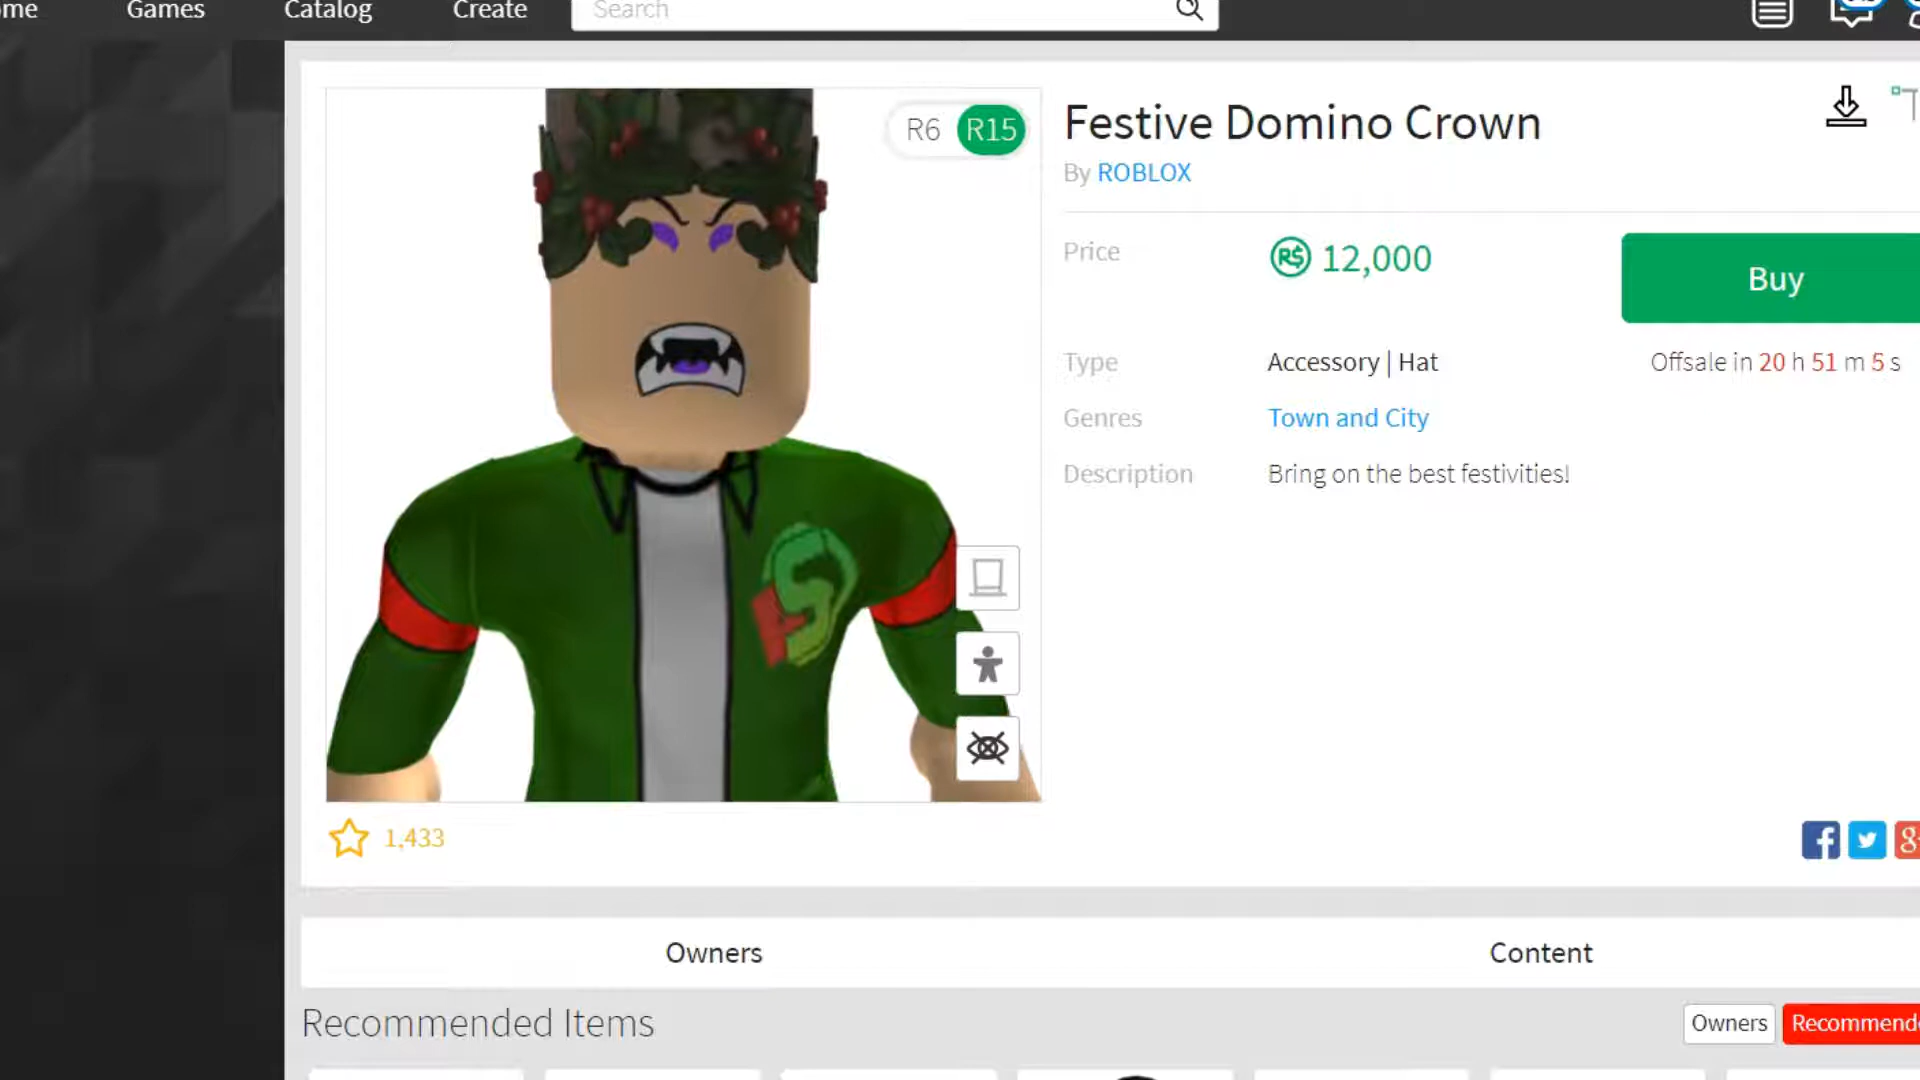 ome Games Catalog Create Search
R6 R15
Festive Domino Crown
By ROBLOX
Price R$ 12,000
Buy
Type Accessory | Hat
Offsale in 20 h 51 m 5 s
Genres Town and City
Description Bring on the best festivities!
1,433
Owners Content
Recommended Items
Owners Recommend